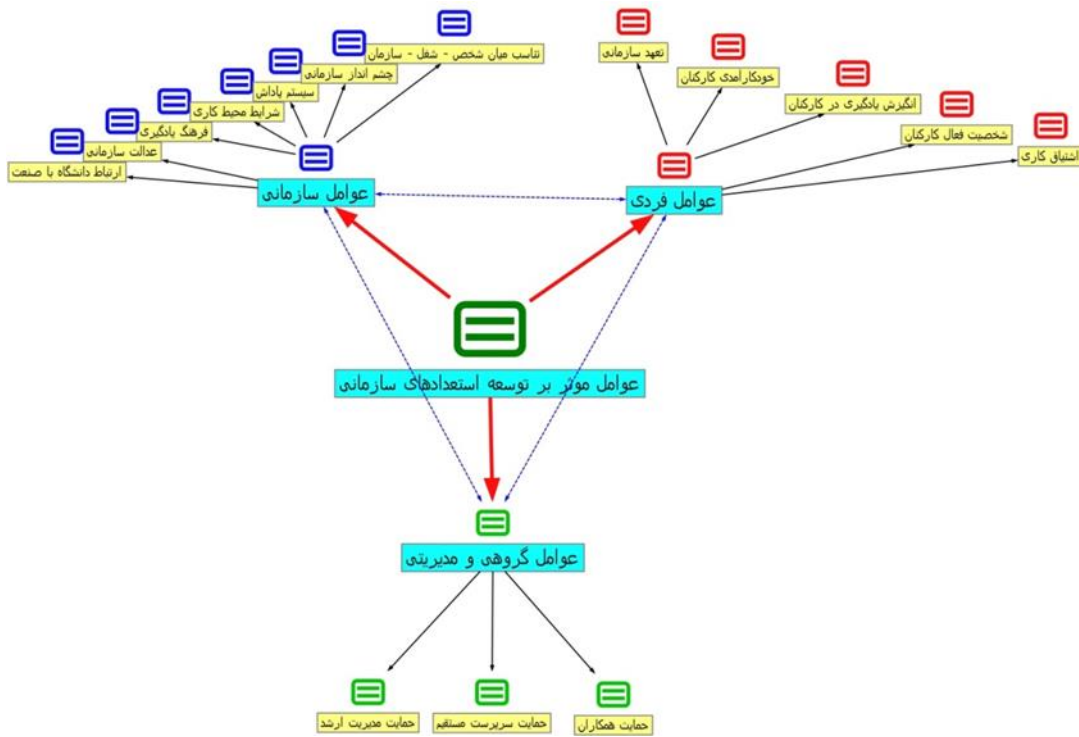 تعهد سازمانی
خودکارآمدی کارکنان
انگیزش یادگیری در کارکنان
شخصیت فعال کارکنان
اشتیاق کاری
عوامل فردی
تناسب میان شخص - شغل - سازمان
چشم انداز سازمانی
سیستم پاداش
شرایط محیط کاری
فرهنگ یادگیری
عدالت سازمانی
ارتباط دانشگاه با صنعت
عوامل سازمانی
عوامل موثر بر توسعه استعدادهای سازمانی
عوامل گروهی و مدیریتی
حمایت همکاران
حمایت سرپرست مستقیم
حمایت مدیریت ارشد